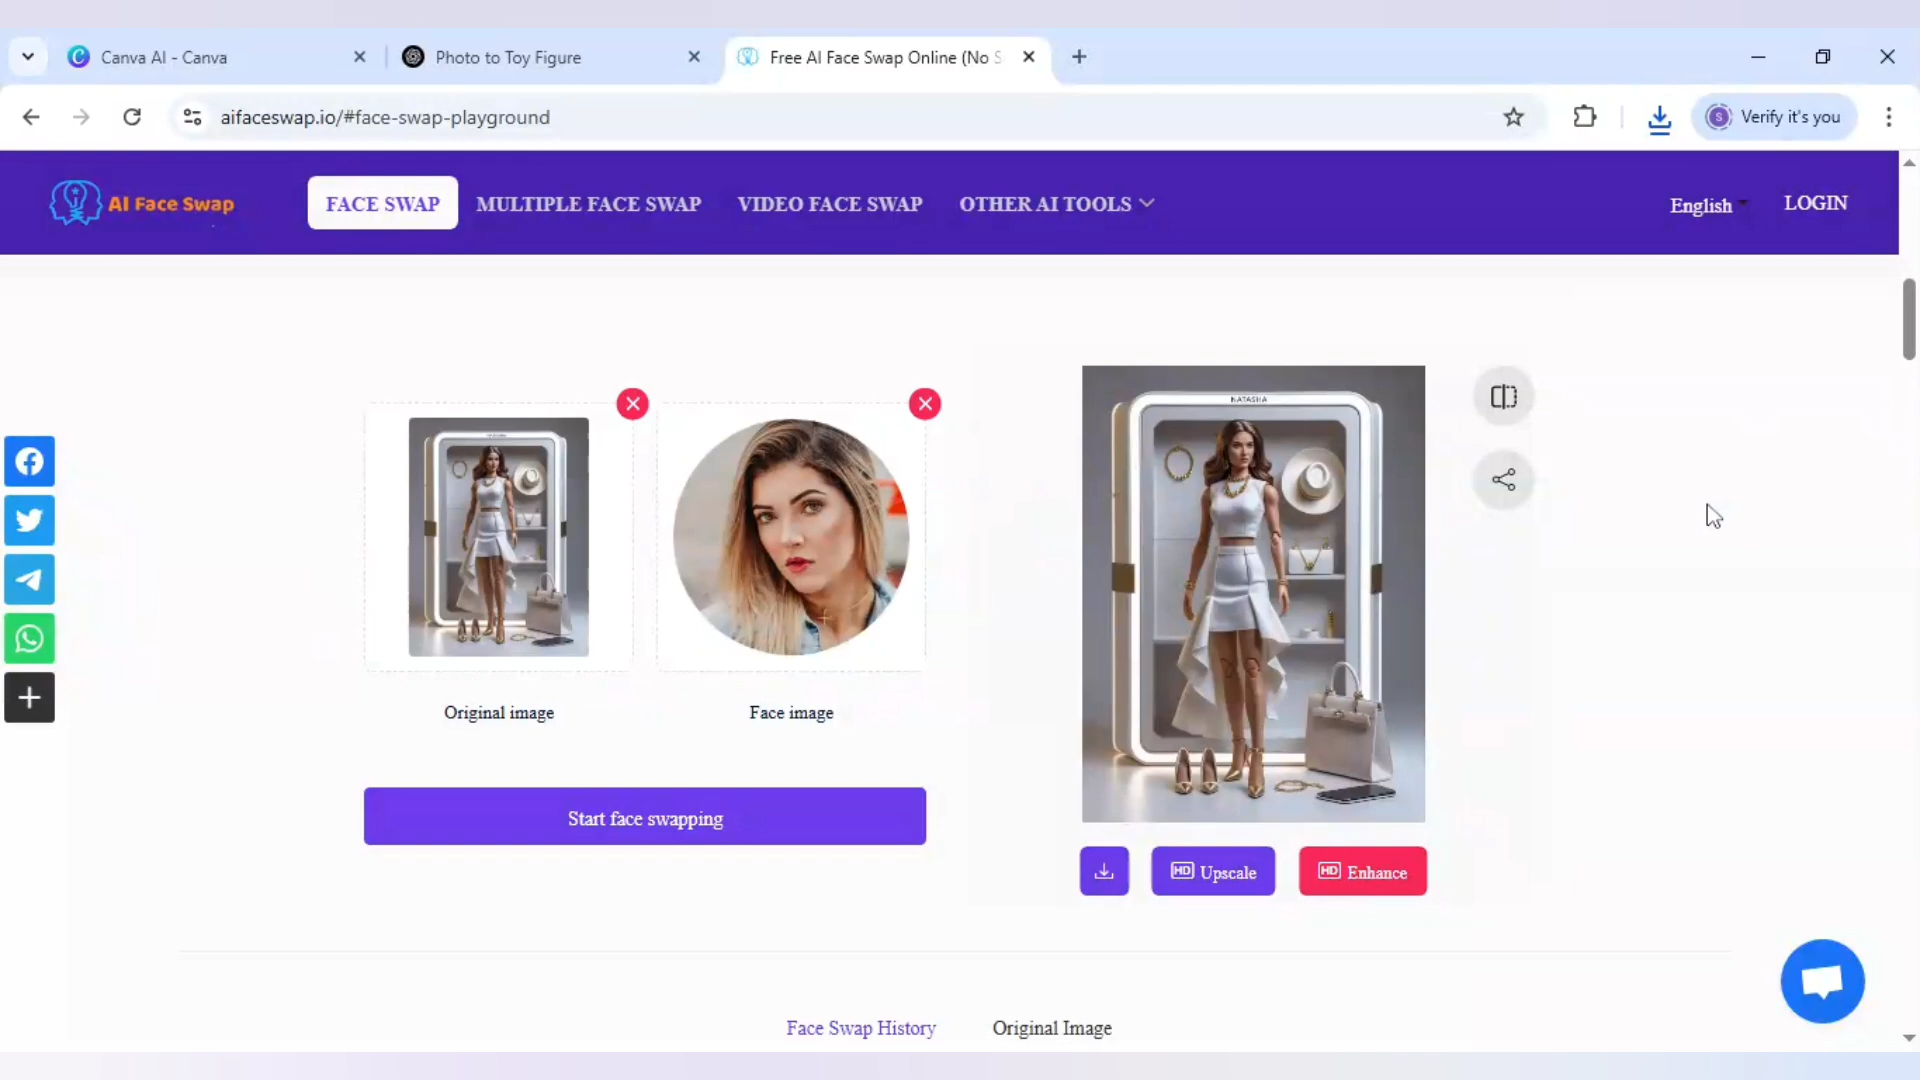 Canva AI - Canva
Photo to Toy Figure
Free AI Face Swap Online (No S
aifaceswap.io/#face-swap-playground
S
Verify it's you
AI Face Swap
FACE SWAP
MULTIPLE FACE SWAP
VIDEO FACE SWAP
OTHER AI TOOLS
English
LOGIN
NATASHA
Original image
Face image
Start face swapping
HD Upscale
HD Enhance
Face Swap History
Original Image